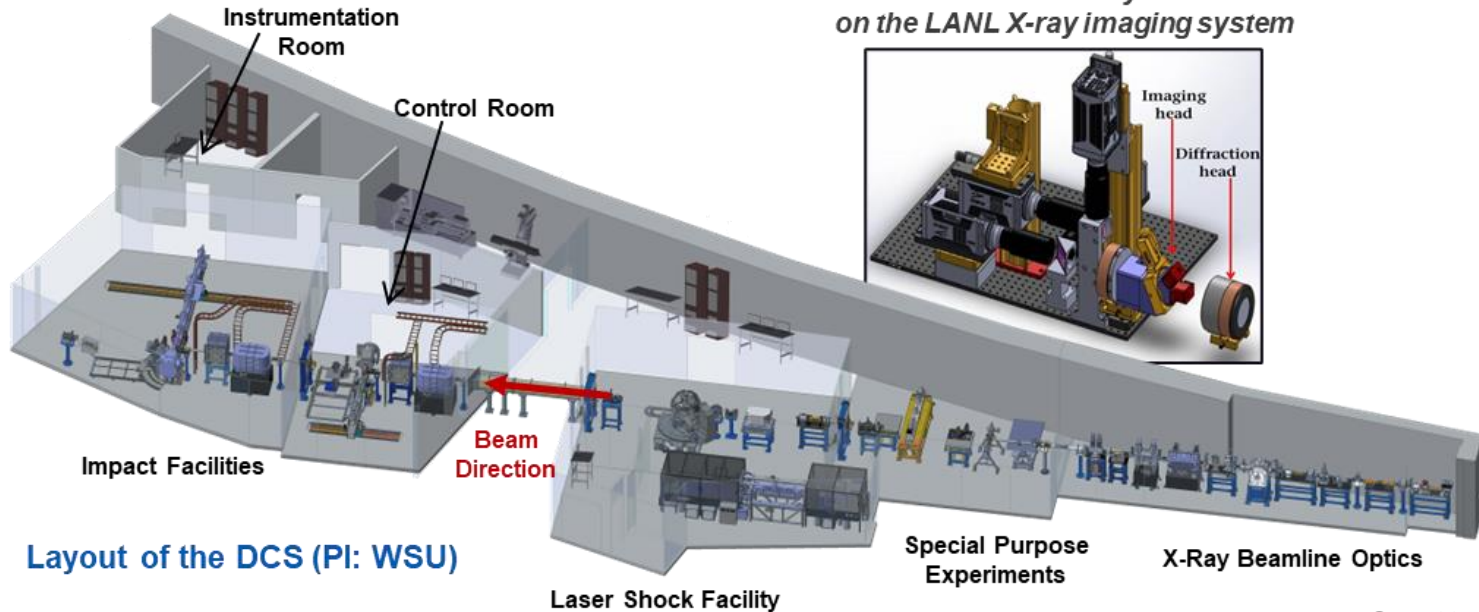 on the LANL X-ray imaging system
Instrumentation
Room
Control Room
Imaging
head
Diffraction
head
Beam
Direction
Impact Facilities
Layout of the DCS (PI: WSU)
Laser Shock Facility
Special Purpose
Experiments
X-Ray Beamline Optics